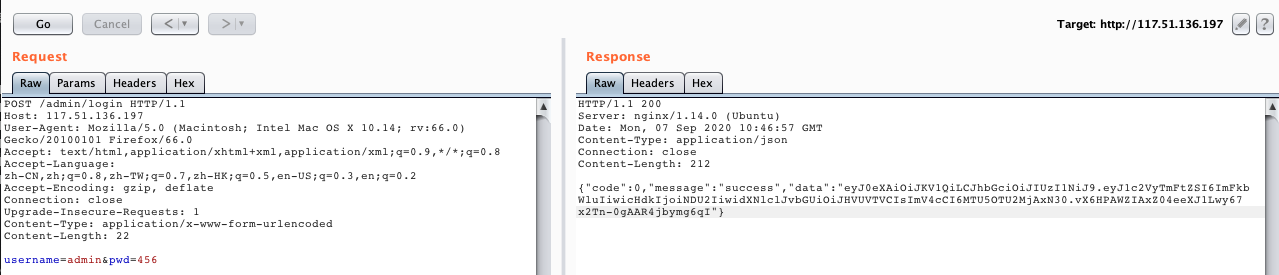 Go Cancel < > Target: http://117.51.136.197 ?
Request
Raw Params Headers Hex
POST /admin/login HTTP/1.1
Host: 117.51.136.197
User-Agent: Mozilla/5.0 (Macintosh; Intel Mac OS X 10.14; rv:66.0)
Gecko/20100101 Firefox/66.0
Accept: text/html,application/xhtml+xml,application/xml;q=0.9,*/*;q=0.8
Accept-Language:
zh-CN,zh;q=0.8,zh-TW;q=0.7,zh-HK;q=0.5,en-US;q=0.3,en;q=0.2
Accept-Encoding: gzip, deflate
Connection: close
Upgrade-Insecure-Requests: 1
Content-Type: application/x-www-form-urlencoded
Content-Length: 22
username=admin&pwd=456
Response
Raw Headers Hex
HTTP/1.1 200
Server: nginx/1.14.0 (Ubuntu)
Date: Mon, 07 Sep 2020 10:46:57 GMT
Content-Type: application/json
Connection: close
Content-Length: 212
{"code":0,"message":"success","data":"eyJ0eXAiOiJKV1QiLCJhbGciOiJIUzI1NiJ9.eyJ1c2VyTmFtZSI6ImFkb
WluIiwicHdkIjoiNDU2IiwidXNlclJvbGUiOiJHVUVTVCIsImV4cCI6MTU5OTU2MjAxN30.vX6HPAWZIAxZ04eeXJ1Lwy67
x2Tn-0gAAR4jbymg6qI"}